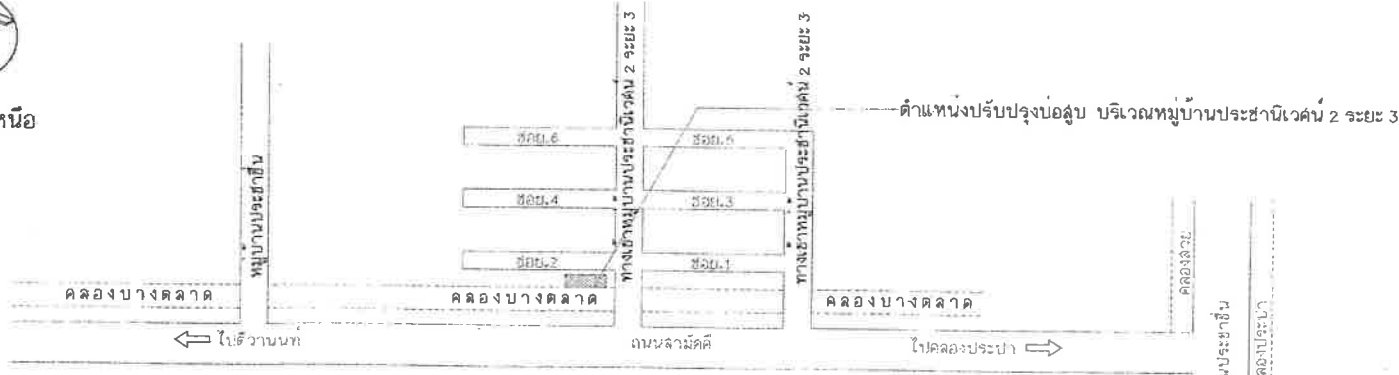 หนือ
ทางเข้าหมู่บ้านประชานิเวศน์ 2 ระยะ 3
ทางเข้าหมู่บ้านประชานิเวศน์ 2 ระยะ 3
ตำแหน่งปรับปรุงบ่อสูบ บริเวณหมู่บ้านประชานิเวศน์ 2 ระยะ 3
ซอย.6
ซอย.5
หมู่บ้านประชาชื่น
ซอย.4
ซอย.3
ซอย.2
ซอย.1
คลองบางตลาด
คลองบางตลาด
คลองบางตลาด
ไปติวานนท์
ถนนสามัคคี
ไปคลองประปา
นประชาชื่น
ลองประปา